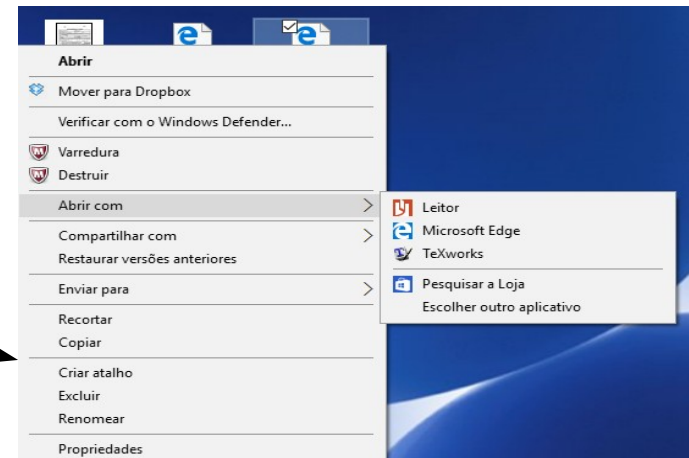 Abrir
Mover para Dropbox
Verificar com o Windows Defender...
Varredura
Destruir
Abrir com
Compartilhar com
Restaurar versões anteriores
Enviar para
Recortar
Copiar
Criar atalho
Excluir
Renomear
Propriedades
Leitor
Microsoft Edge
TeXworks
Pesquisar a Loja
Escolher outro aplicativo